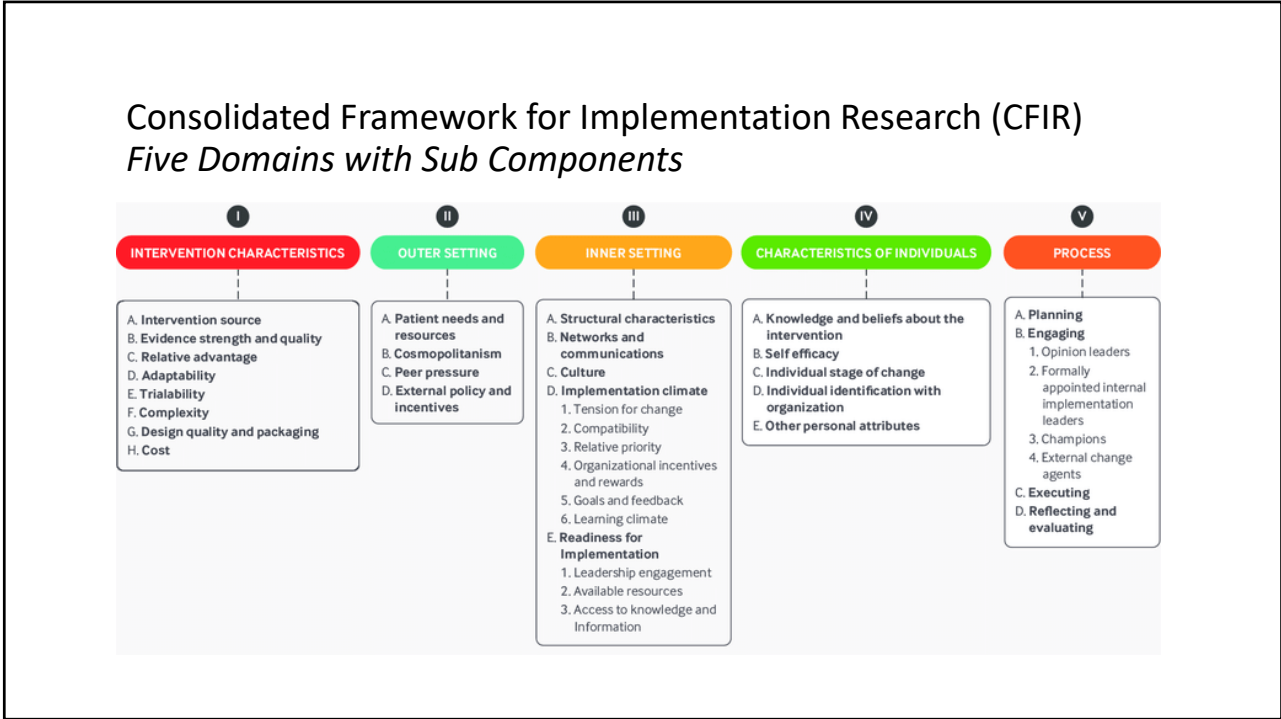 Consolidated Framework for Implementation Research (CFIR)
Five Domains with Sub Components
I
INTERVENTION CHARACTERISTICS
A. Intervention source
B. Evidence strength and quality
C. Relative advantage
D. Adaptability
E. Trialability
F. Complexity
G. Design quality and packaging
H. Cost
II
OUTER SETTING
A. Patient needs and
resources
B. Cosmopolitanism
C. Peer pressure
D. External policy and
incentives
III
INNER SETTING
A. Structural characteristics
B. Networks and
communications
C. Culture
D. Implementation climate
1. Tension for change
2. Compatibility
3. Relative priority
4. Organizational incentives
and rewards
5. Goals and feedback
6. Learning climate
E. Readiness for
Implementation
1. Leadership engagement
2. Available resources
3. Access to knowledge and
Information
IV
CHARACTERISTICS OF INDIVIDUALS
A. Knowledge and beliefs about the
intervention
B. Self efficacy
C. Individual stage of change
D. Individual identification with
organization
E. Other personal attributes
V
PROCESS
A. Planning
B. Engaging
1. Opinion leaders
2. Formally
appointed internal
implementation
leaders
3. Champions
4. External change
agents
C. Executing
D. Reflecting and
evaluating